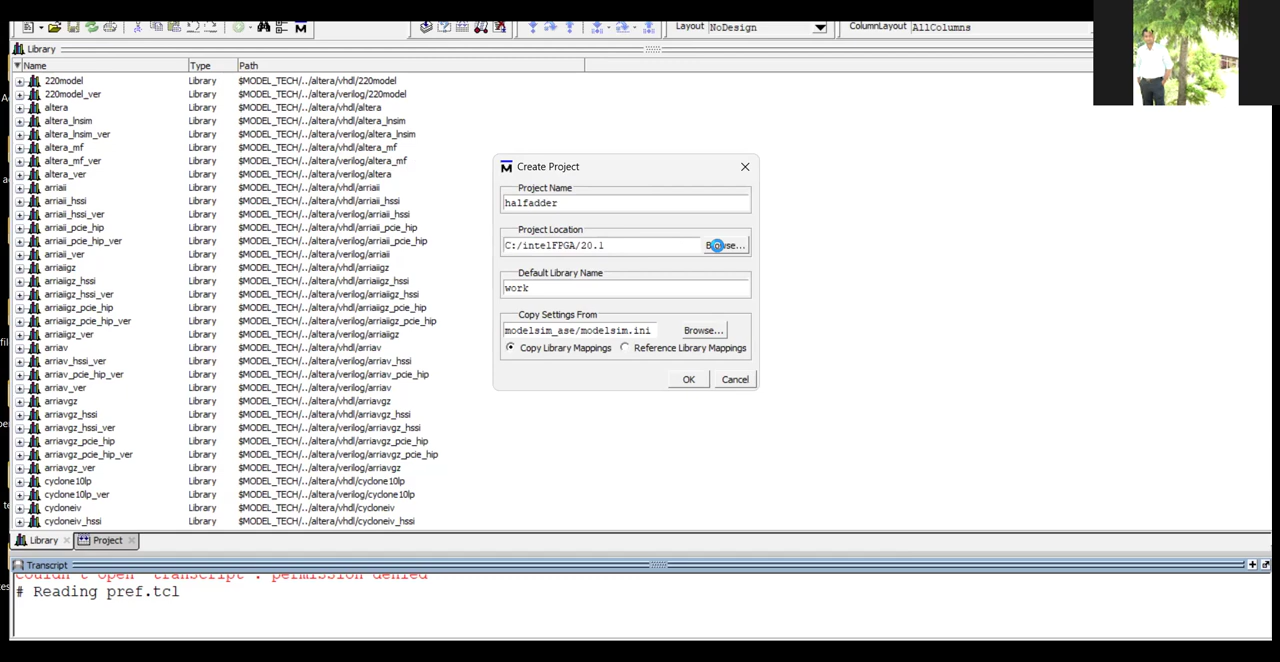 Layout NoDesign ColumnLayout AllColumns
Library
Name Type Path
220model Library $MODEL_TECH/../altera/vhdl/220model
220model_ver Library $MODEL_TECH/../altera/verilog/220model
altera Library $MODEL_TECH/../altera/vhdl/altera
altera_lnsim Library $MODEL_TECH/../altera/vhdl/altera_lnsim
altera_lnsim_ver Library $MODEL_TECH/../altera/verilog/altera_lnsim
altera_mf Library $MODEL_TECH/../altera/vhdl/altera_mf
altera_mf_ver Library $MODEL_TECH/../altera/verilog/altera_mf
altera_ver Library $MODEL_TECH/../altera/verilog/altera
arriaii Library $MODEL_TECH/../altera/vhdl/arriaii
arriaii_hssi Library $MODEL_TECH/../altera/vhdl/arriaii_hssi
arriaii_hssi_ver Library $MODEL_TECH/../altera/verilog/arriaii_hssi
arriaii_pcie_hip Library $MODEL_TECH/../altera/vhdl/arriaii_pcie_hip
arriaii_pcie_hip_ver Library $MODEL_TECH/../altera/verilog/arriaii_pcie_hip
arriaii_ver Library $MODEL_TECH/../altera/verilog/arriaii
arriaiigz Library $MODEL_TECH/../altera/vhdl/arriaiigz
arriaiigz_hssi Library $MODEL_TECH/../altera/vhdl/arriaiigz_hssi
arriaiigz_hssi_ver Library $MODEL_TECH/../altera/verilog/arriaiigz_hssi
arriaiigz_pcie_hip Library $MODEL_TECH/../altera/vhdl/arriaiigz_pcie_hip
arriaiigz_pcie_hip_ver Library $MODEL_TECH/../altera/verilog/arriaiigz_pcie_hip
arriaiigz_ver Library $MODEL_TECH/../altera/verilog/arriaiigz
arriav Library $MODEL_TECH/../altera/vhdl/arriav
arriav_hssi_ver Library $MODEL_TECH/../altera/verilog/arriav_hssi
arriav_pcie_hip_ver Library $MODEL_TECH/../altera/verilog/arriav_pcie_hip
arriav_ver Library $MODEL_TECH/../altera/verilog/arriav
arriavgz Library $MODEL_TECH/../altera/vhdl/arriavgz
arriavgz_hssi Library $MODEL_TECH/../altera/vhdl/arriavgz_hssi
arriavgz_hssi_ver Library $MODEL_TECH/../altera/verilog/arriavgz_hssi
arriavgz_pcie_hip Library $MODEL_TECH/../altera/vhdl/arriavgz_pcie_hip
arriavgz_pcie_hip_ver Library $MODEL_TECH/../altera/verilog/arriavgz_pcie_hip
arriavgz_ver Library $MODEL_TECH/../altera/verilog/arriavgz
cyclone10lp Library $MODEL_TECH/../altera/vhdl/cyclone10lp
cyclone10lp_ver Library $MODEL_TECH/../altera/verilog/cyclone10lp
cycloneiv Library $MODEL_TECH/../altera/vhdl/cycloneiv
cycloneiv_hssi Library $MODEL_TECH/../altera/vhdl/cycloneiv_hssi
Create Project
Project Name
halfadder
Project Location
C:/intelFPGA/20.1 Browse...
Default Library Name
work
Copy Settings From
modelsim_ase/modelsim.ini Browse...
Copy Library Mappings Reference Library Mappings
OK Cancel
Library Project
Transcript
Couldn't open "transcript". permission denied
# Reading pref.tcl